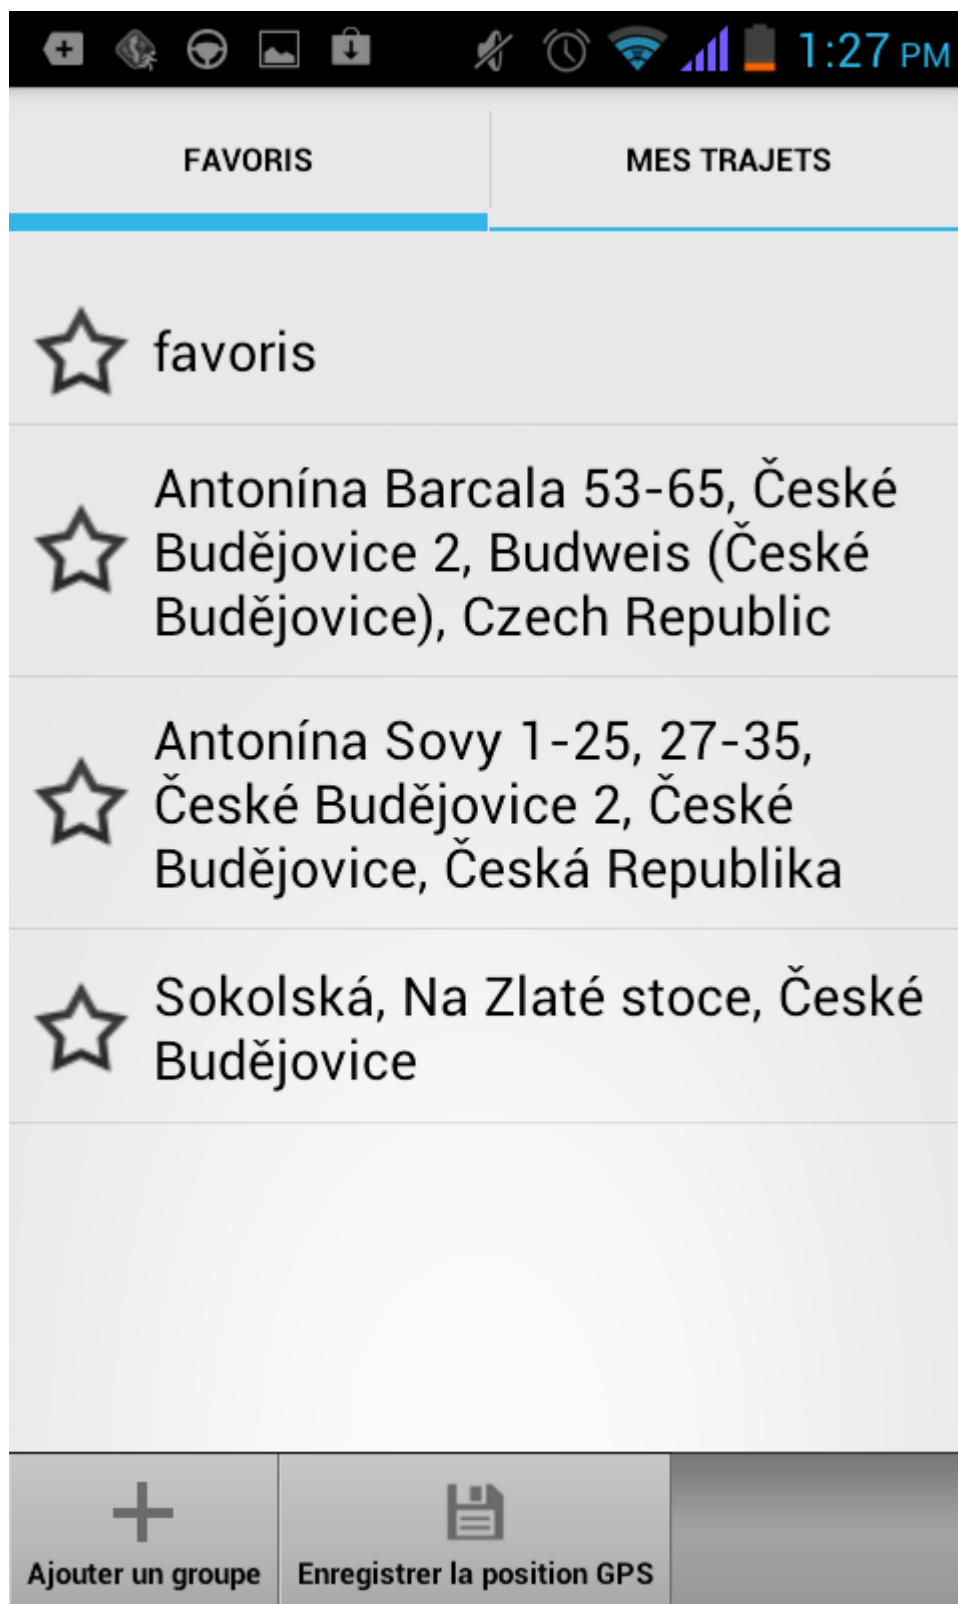 1:27 PM
FAVORIS
MES TRAJETS
favoris
Antonína Barcala 53-65, České
Budějovice 2, Budweis (České
Budějovice), Czech Republic
Antonína Sovy 1-25, 27-35,
České Budějovice 2, České
Budějovice, Česká Republika
Sokolská, Na Zlaté stoce, České
Budějovice
Ajouter un groupe
Enregistrer la position GPS